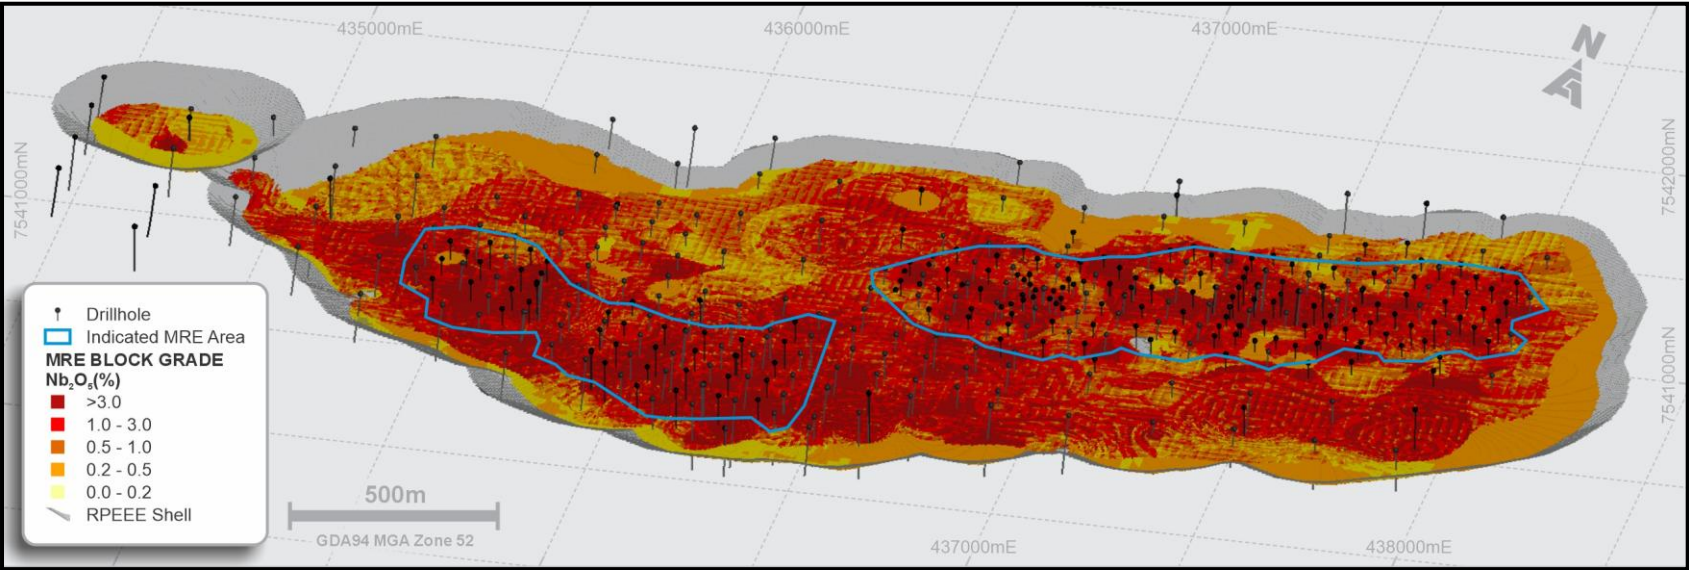 435000mE
436000mE
437000mE
N
7541000mN
7542000mN
Drillhole
Indicated MRE Area
MRE BLOCK GRADE
Nb₂O₅(%)
>3.0
1.0 - 3.0
0.5 - 1.0
0.2 - 0.5
0.0 - 0.2
RPEEE Shell
7541000mN
500m
GDA94 MGA Zone 52
437000mE
438000mE